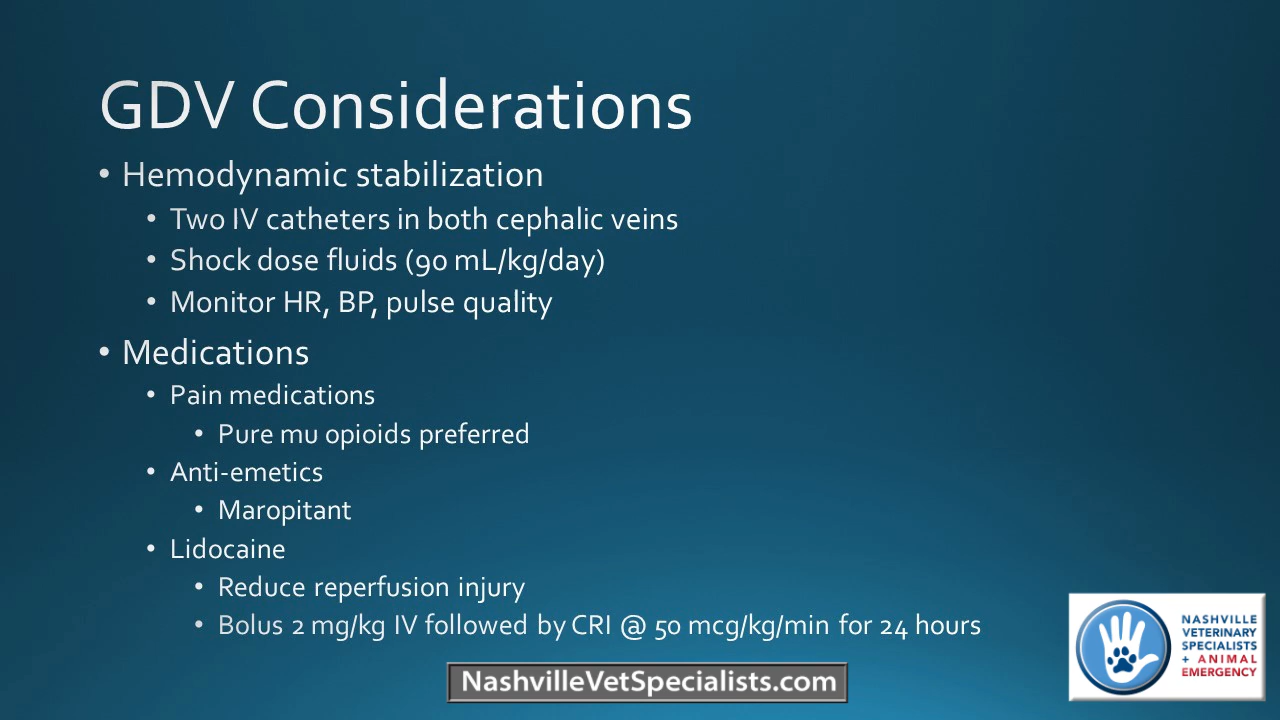 GDV Considerations
• Hemodynamic stabilization
• Two IV catheters in both cephalic veins
• Shock dose fluids (90 mL/kg/day)
• Monitor HR, BP, pulse quality
• Medications
• Pain medications
• Pure mu opioids preferred
• Anti-emetics
• Maropitant
• Lidocaine
• Reduce reperfusion injury
• Bolus 2 mg/kg IV followed by CRI @ 50 mcg/kg/min for 24 hours
NASHVILLE
VETERINARY
SPECIALISTS
+ ANIMAL
EMERGENCY
NashvilleVetSpecialists.com